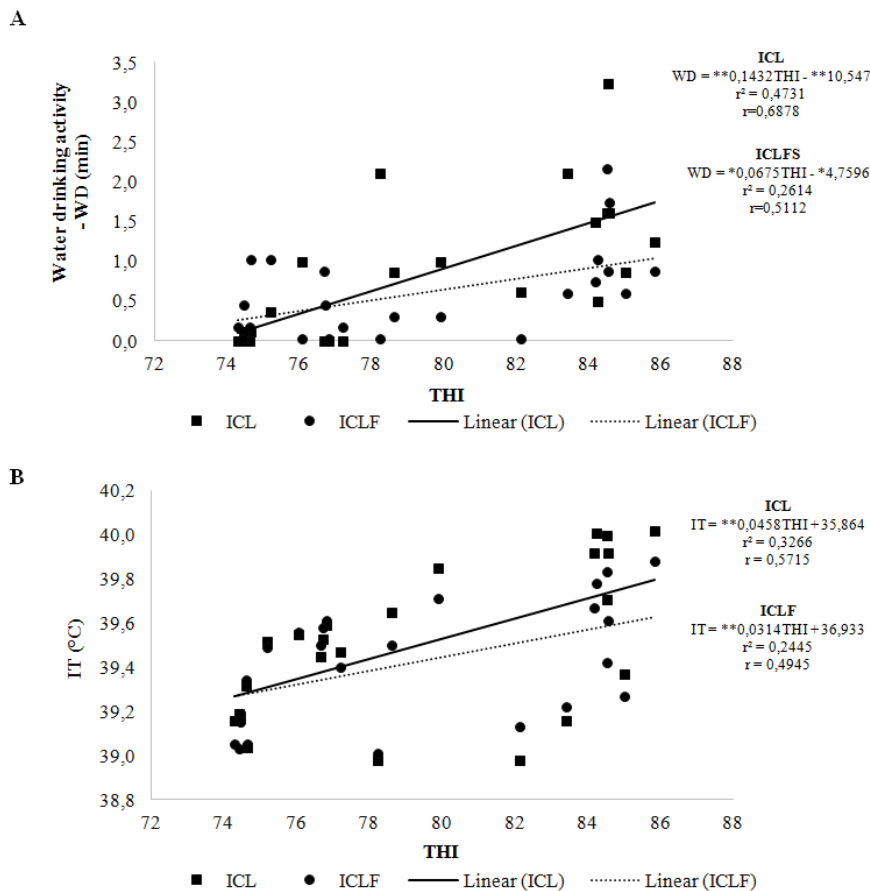 A
Water drinking activity
- WD (min)
3,5
3,0
2,5
2,0
1,5
1,0
0,5
0,0
72 74 76 78 80 82 84 86 88
THI
ICL
WD = **0,1432THI - **10,547
r² = 0,4731
r=0,6878
ICLFS
WD = *0,0675THI - *4,7596
r² = 0,2614
r=0,5112
ICL ICLF Linear (ICL) Linear (ICLF)
B
IT (°C)
40,2
40,0
39,8
39,6
39,4
39,2
39,0
38,8
72 74 76 78 80 82 84 86 88
THI
ICL
IT = **0,0458THI + 35,864
r² = 0,3266
r = 0,5715
ICLF
IT = **0,0314THI + 36,933
r² = 0,2445
r = 0,4945
ICL ICLF Linear (ICL) Linear (ICLF)